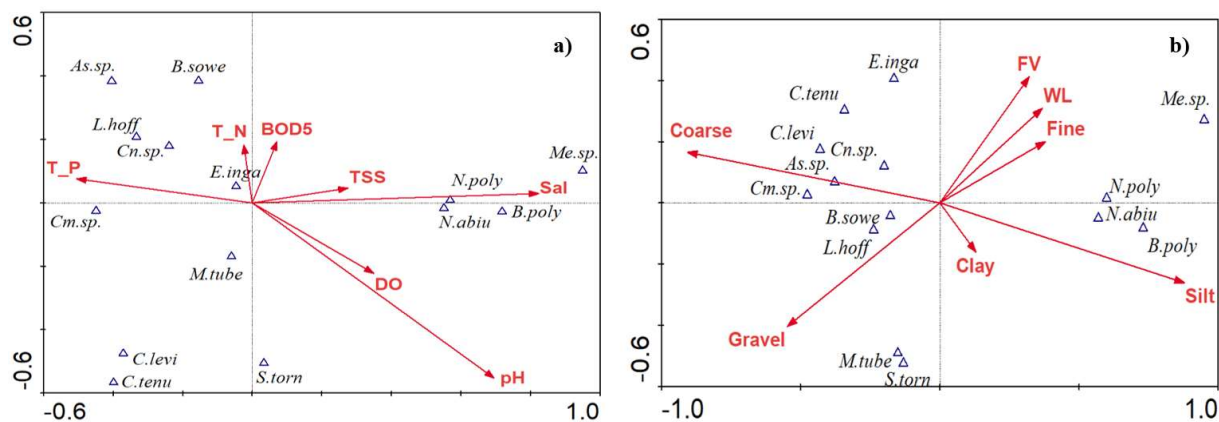 0.6
a)
As.sp.
B.sowe
L.hoff
T_N
BOD5
Cn.sp.
T_P
E.inga
TSS
Me.sp.
Sal
N.poly
Cm.sp.
N.abiu
B.poly
M.tube
DO
C.levi
C.tenu
S.torn
pH
-0.6
-0.6
1.0
0.6
b)
E.inga
FV
C.tenu
WL
Me.sp.
Coarse
C.levi
Fine
As.sp.
Cn.sp.
Cm.sp.
N.poly
B.sowe
N.abiu
L.hoff
B.poly
Clay
Silt
Gravel
M.tube
S.torn
-0.6
-1.0
1.0